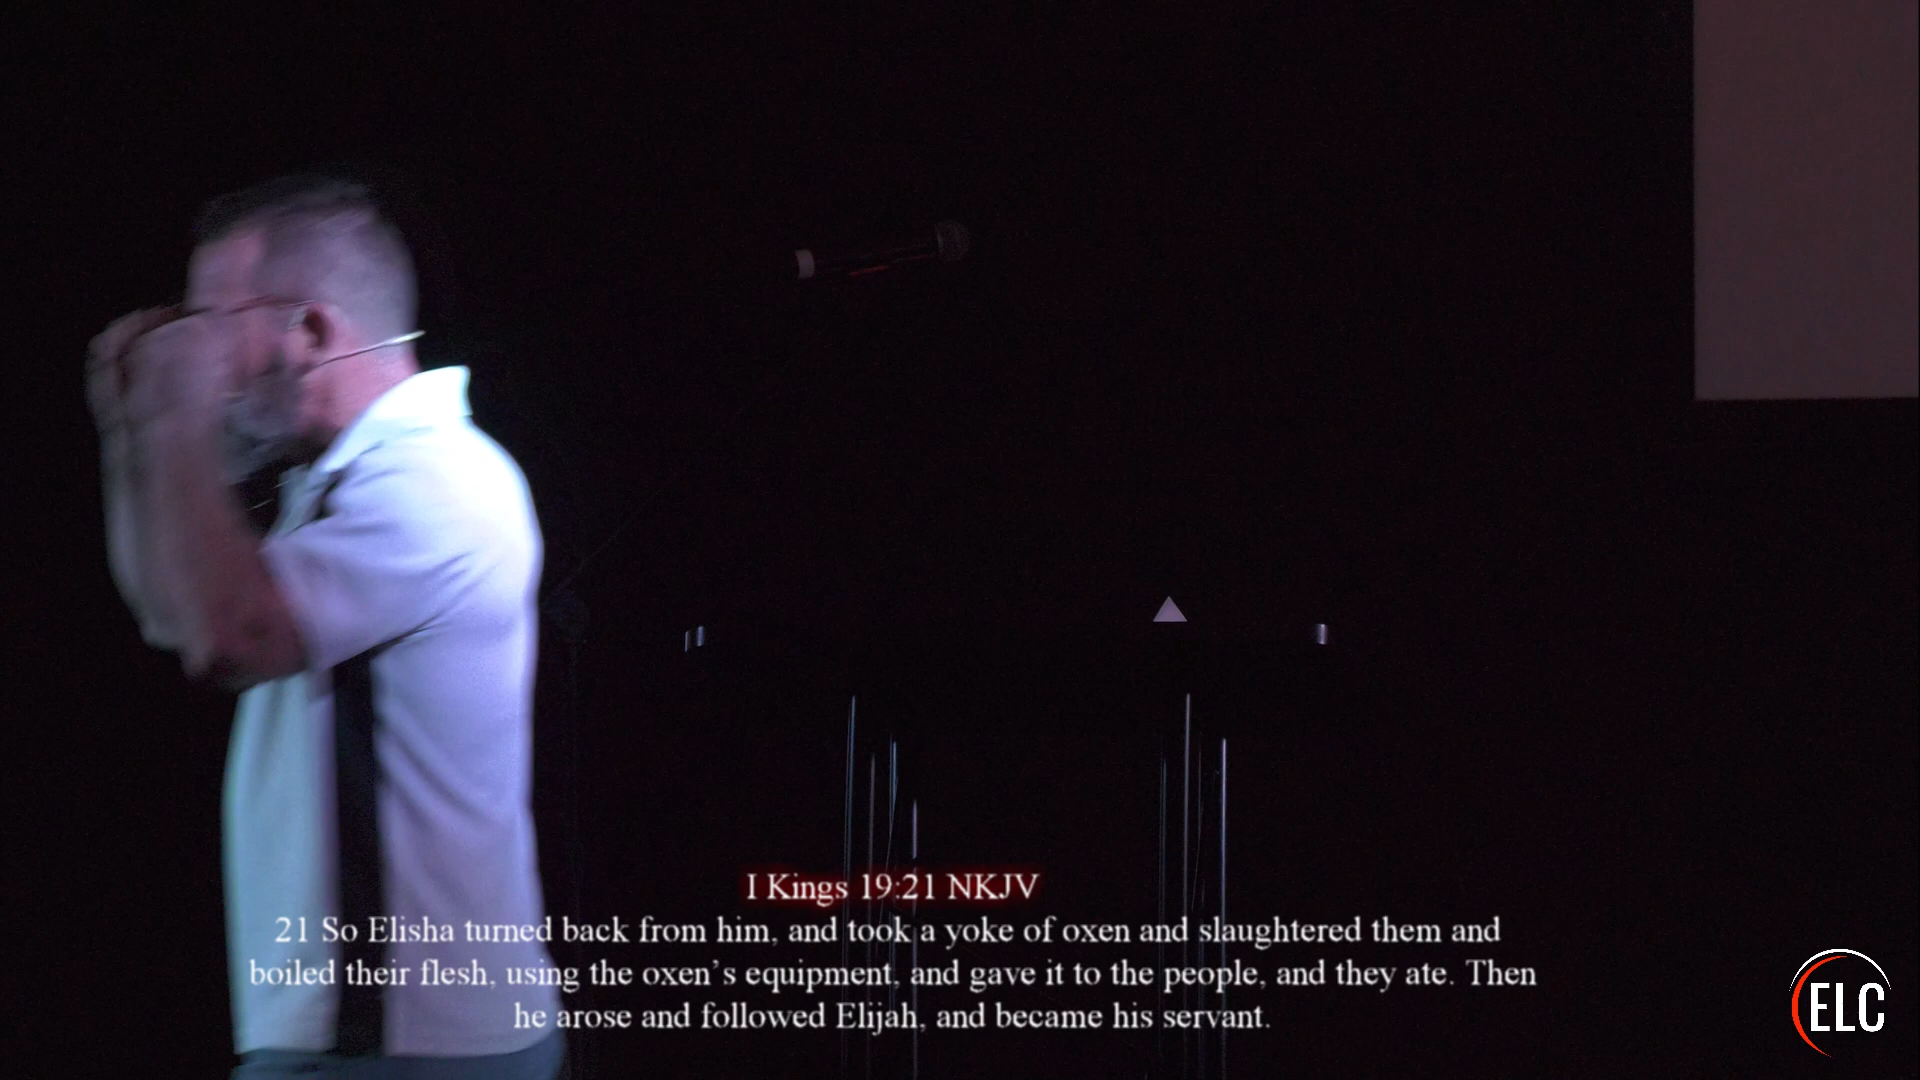 I Kings 19:21 NKJV
21 So Elisha turned back from him, and took a yoke of oxen and slaughtered them and
boiled their flesh, using the oxen’s equipment, and gave it to the people, and they ate. Then
he arose and followed Elijah, and became his servant.
ELC